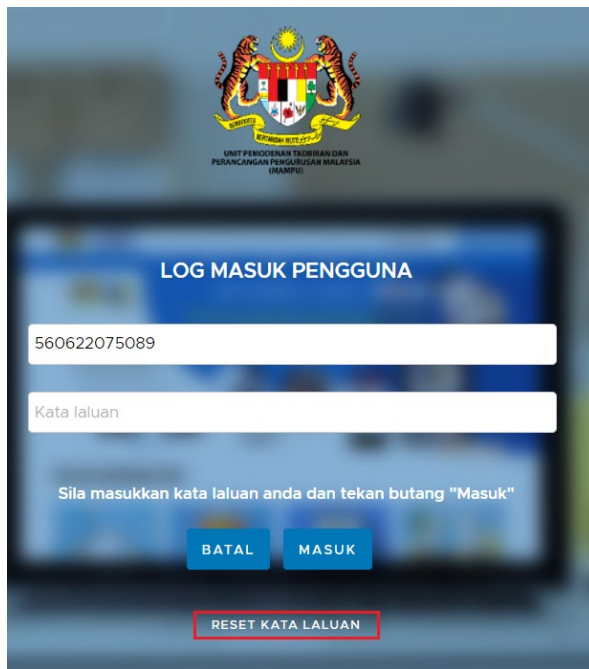 UNIT PEMODENAN TADBIRAN DAN
PERANCANGAN PENGURUSAN MALAYSIA
(MAMPU)
LOG MASUK PENGGUNA
560622075089
Kata laluan
Sila masukkan kata laluan anda dan tekan butang "Masuk"
BATAL MASUK
RESET KATA LALUAN